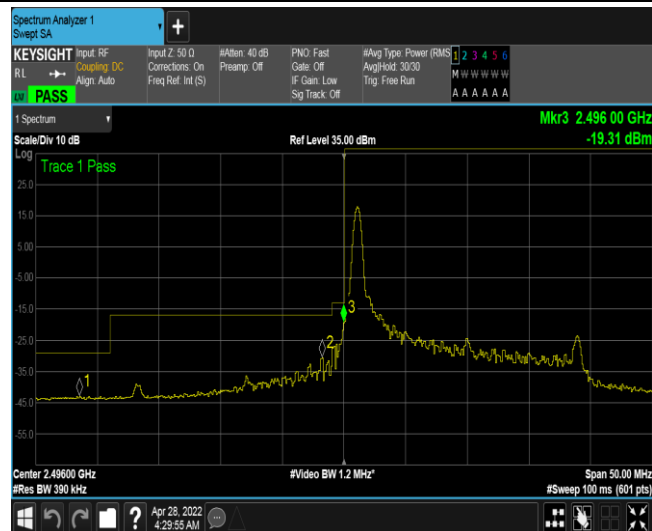 Spectrum Analyzer 1
Swept SA
+
KEYSIGHT Input: RF Input Z: 50 Ω #Atten: 40 dB PNO: Fast #Avg Type: Power (RMS 1 2 3 4 5 6
RL Coupling: DC Corrections: On Preamp: Off Gate: Off Avg|Hold: 30/30 M W W W W W
Align: Auto Freq Ref: Int (S) IF Gain: Low Trig: Free Run
Sig Track: Off A A A A A A
PASS
1 Spectrum Mkr3 2.496 00 GHz
Scale/Div 10 dB Ref Level 35.00 dBm -19.31 dBm
Log
Trace 1 Pass
25.0
15.0
5.00
-5.00
-15.0
3
2
-25.0
-35.0
1
-45.0
-55.0
Center 2.49600 GHz #Video BW 1.2 MHz* Span 50.00 MHz
#Res BW 390 kHz #Sweep 100 ms (601 pts)
? Apr 28, 2022
4:29:55 AM